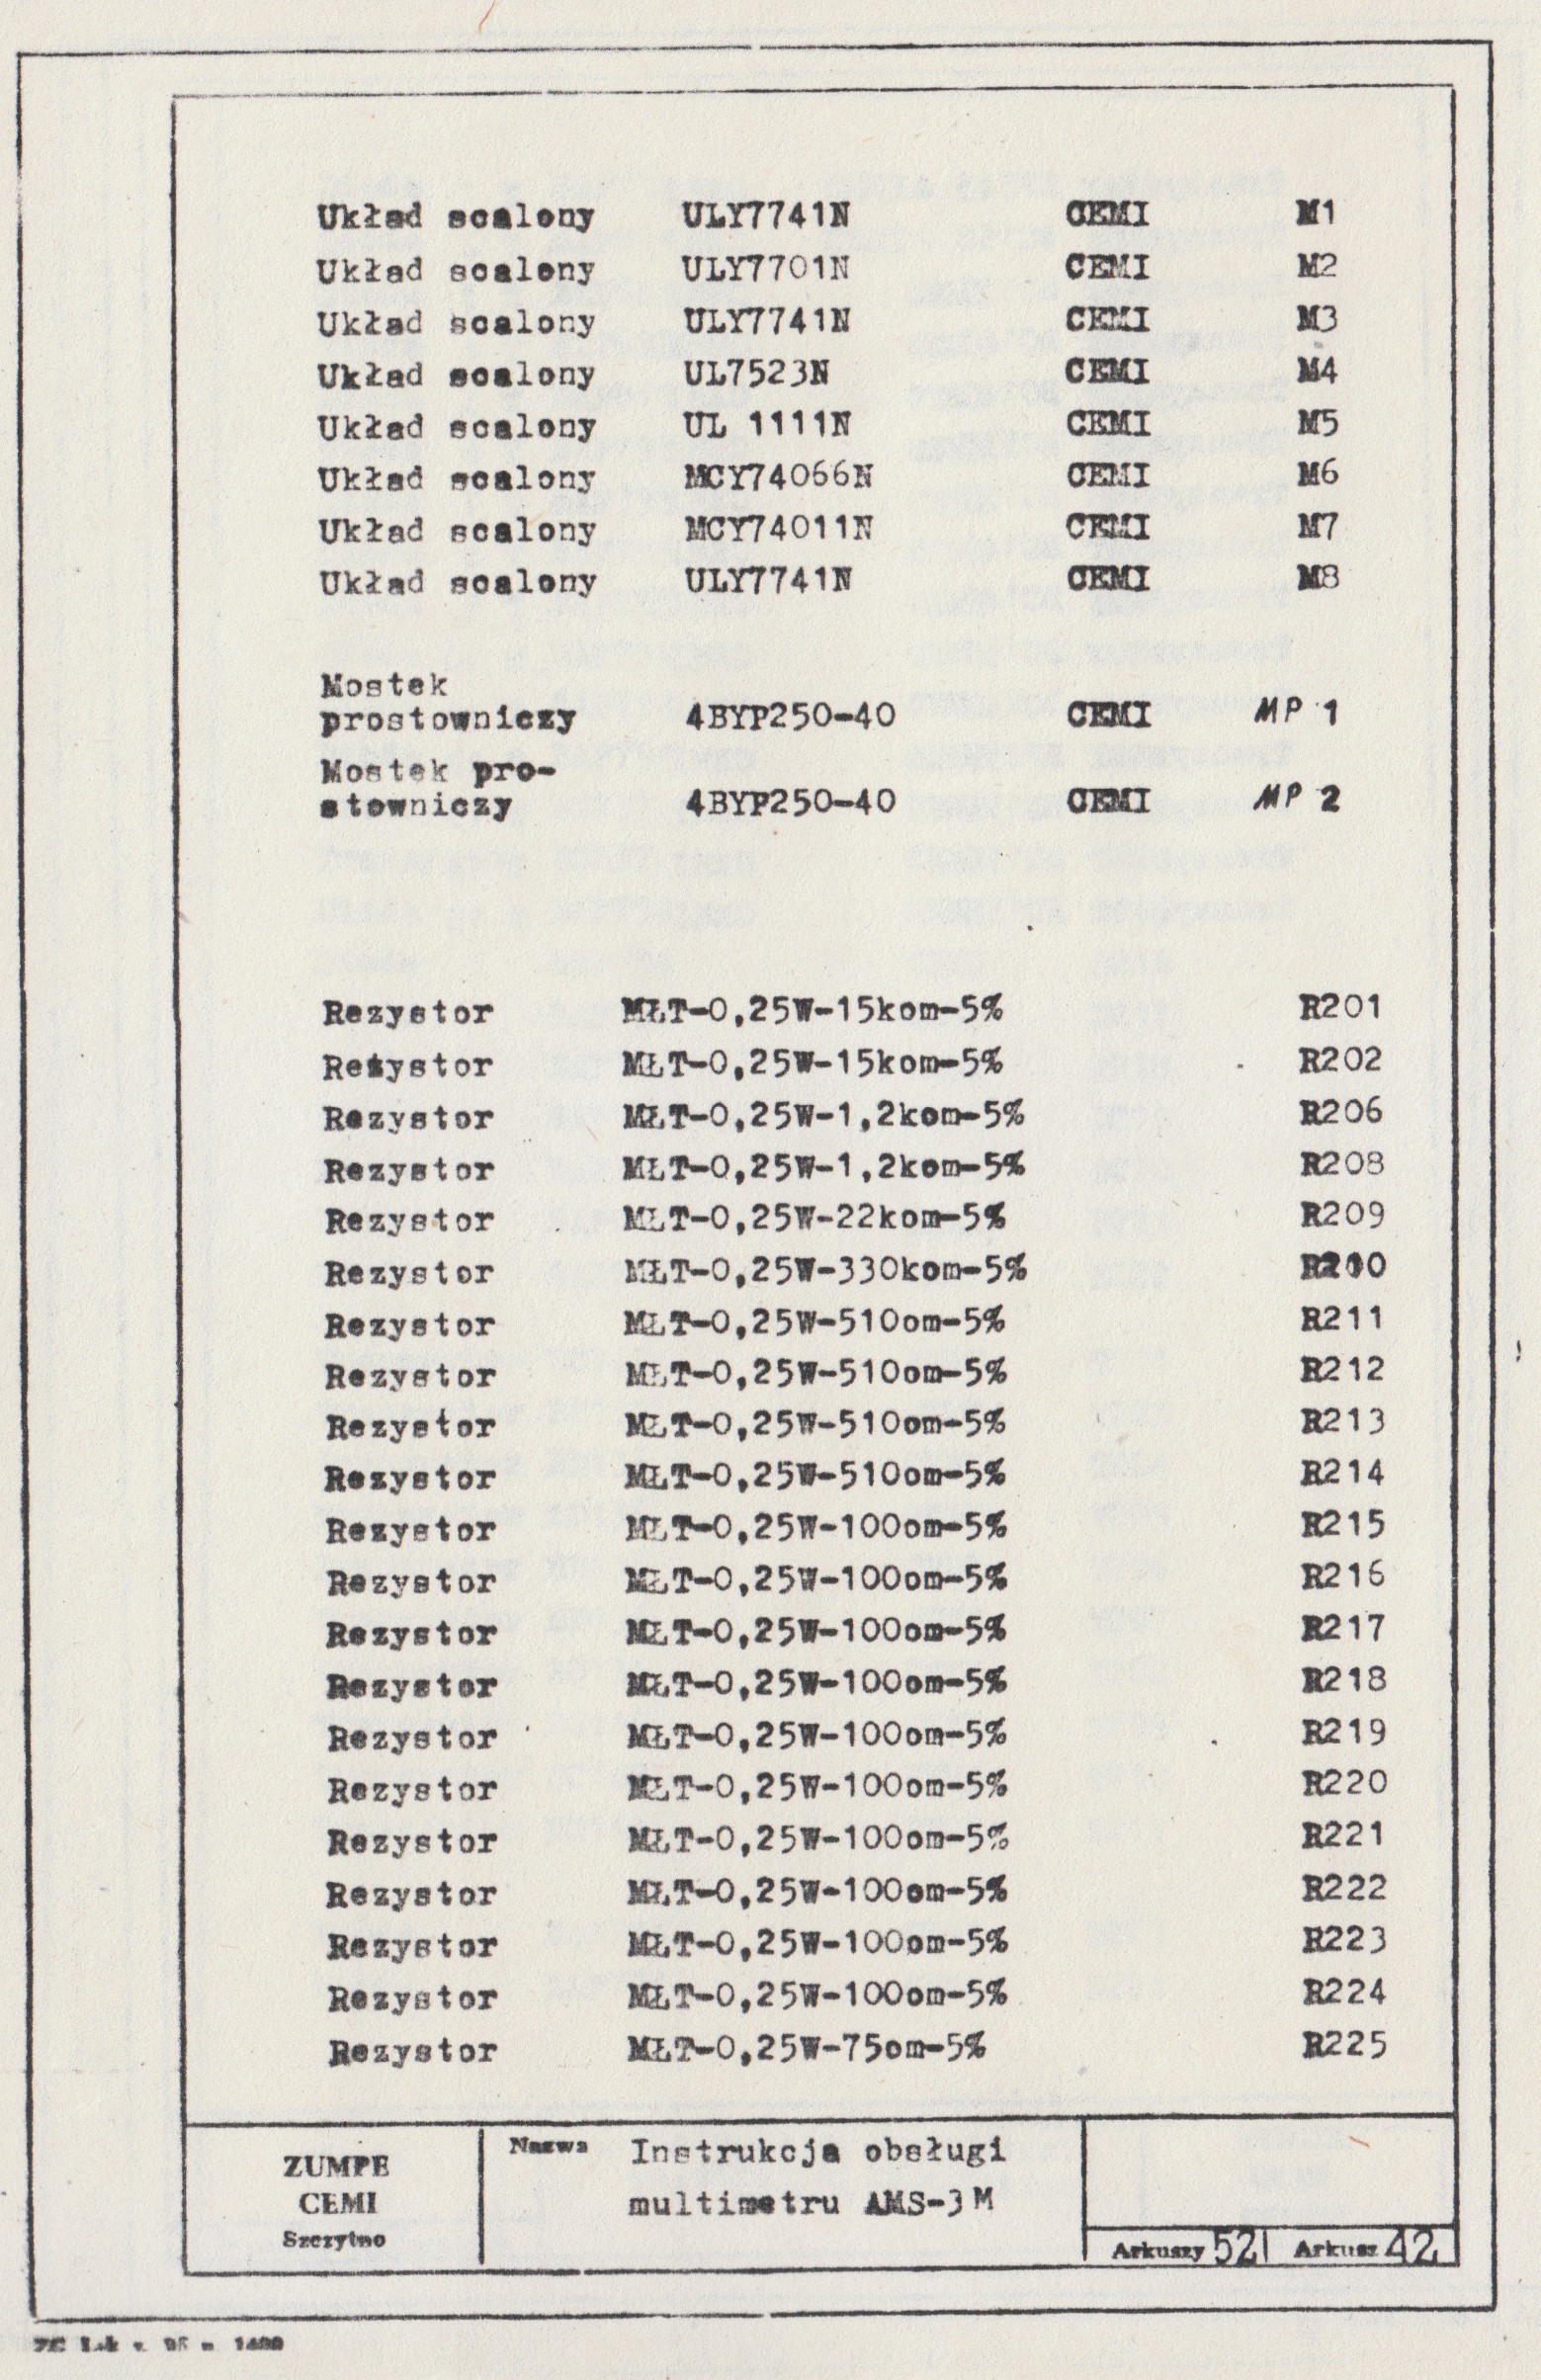 Układ scalony ULY7741N CEMI M1
Układ scalony ULY7701N CEMI M2
Układ scalony ULY7741N CEMI M3
Układ scalony UL7523N CEMI M4
Układ scalony UL 1111N CEMI M5
Układ scalony MCY74066N CEMI M6
Układ scalony MCY74011N CEMI M7
Układ scalony ULY7741N CEMI M8
Mostek
prostowniczy 4BYP250-40 CEMI MP 1
Mostek pro-
stowniczy 4BYP250-40 CEMI MP 2
Rezystor MŁT-0,25W-15kom-5% R201
Rezystor MŁT-0,25W-15kom-5% R202
Rezystor MŁT-0,25W-1,2kom-5% R206
Rezystor MŁT-0,25W-1,2kom-5% R208
Rezystor MŁT-0,25W-22kom-5% R209
Rezystor MŁT-0,25W-330kom-5% R210
Rezystor MŁT-0,25W-510om-5% R211
Rezystor MŁT-0,25W-510om-5% R212
Rezystor MŁT-0,25W-510om-5% R213
Rezystor MŁT-0,25W-510om-5% R214
Rezystor MŁT-0,25W-100om-5% R215
Rezystor MŁT-0,25W-100om-5% R216
Rezystor MŁT-0,25W-100om-5% R217
Rezystor MŁT-0,25W-100om-5% R218
Rezystor MŁT-0,25W-100om-5% R219
Rezystor MŁT-0,25W-100om-5% R220
Rezystor MŁT-0,25W-100om-5% R221
Rezystor MŁT-0,25W-100om-5% R222
Rezystor MŁT-0,25W-100om-5% R223
Rezystor MŁT-0,25W-100om-5% R224
Rezystor MŁT-0,25W-75om-5% R225
ZUMPE
CEMI
Szczytno
Nazwa Instrukcja obsługi
multimetru AMS-3M
Arkuszy 52 Arkusz 42